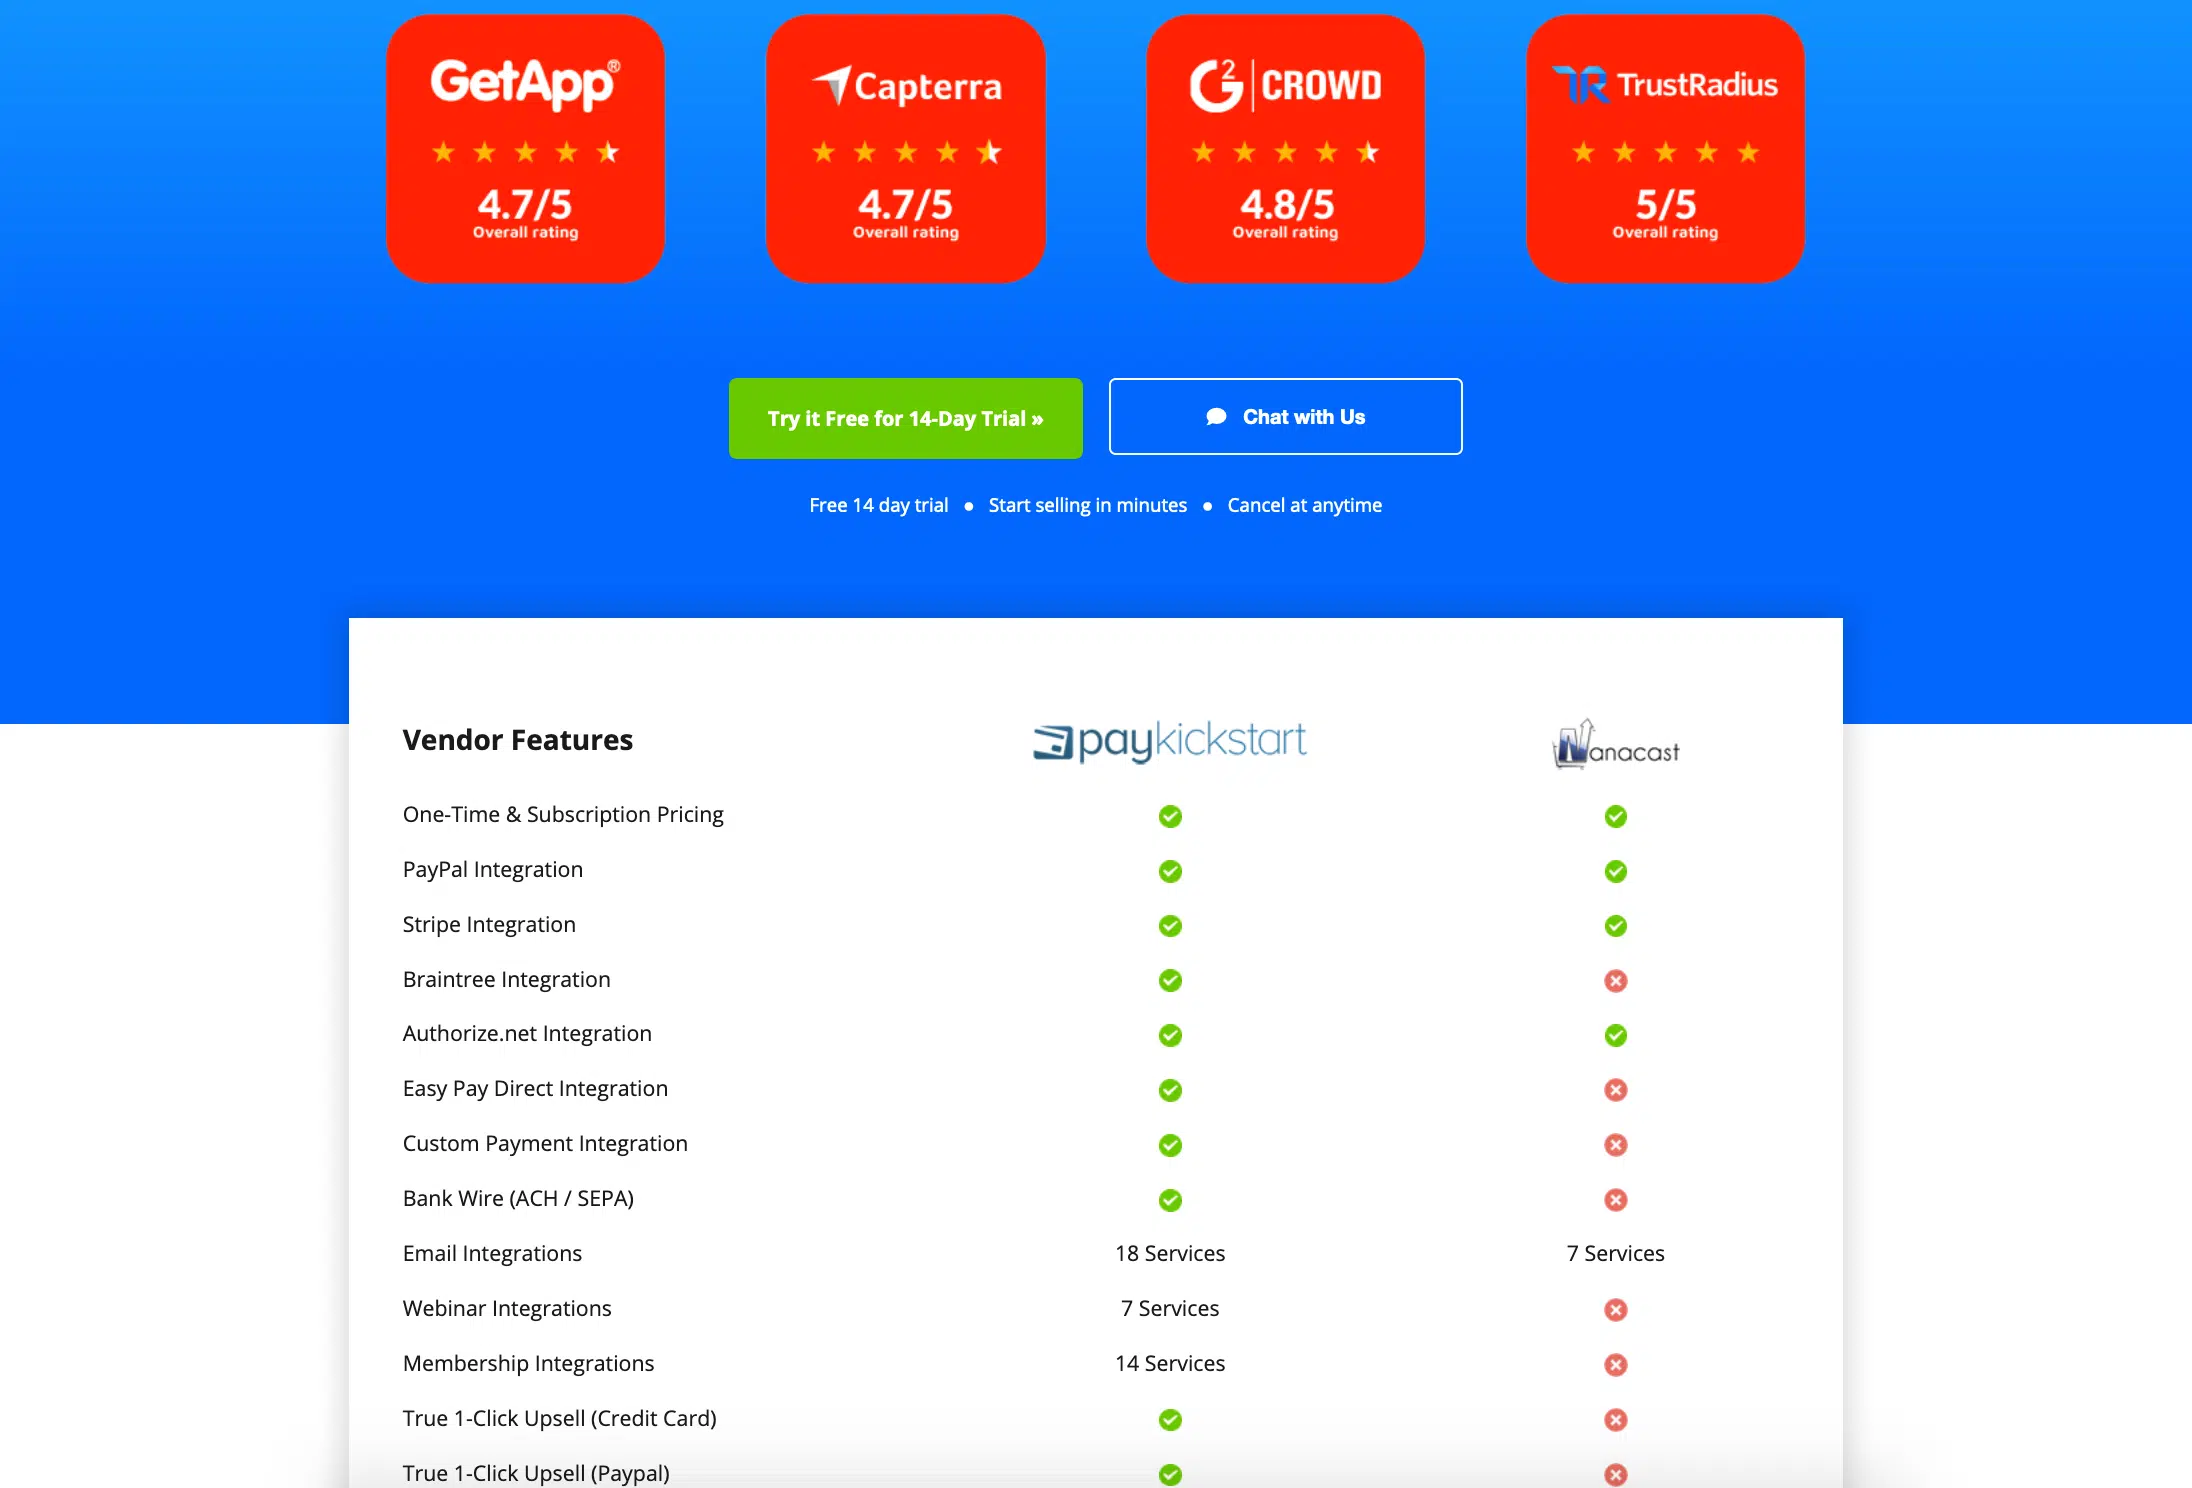 GetApp®
4.7/5
Overall rating
Capterra
4.7/5
Overall rating
G2 | CROWD
4.8/5
Overall rating
TR TrustRadius
5/5
Overall rating
Try it Free for 14-Day Trial »
Chat with Us
Free 14 day trial ● Start selling in minutes ● Cancel at anytime
Vendor Features paykickstart Nanacast
One-Time & Subscription Pricing
PayPal Integration
Stripe Integration
Braintree Integration
Authorize.net Integration
Easy Pay Direct Integration
Custom Payment Integration
Bank Wire (ACH / SEPA)
Email Integrations 18 Services 7 Services
Webinar Integrations 7 Services
Membership Integrations 14 Services
True 1-Click Upsell (Credit Card)
True 1-Click Upsell (Paypal)